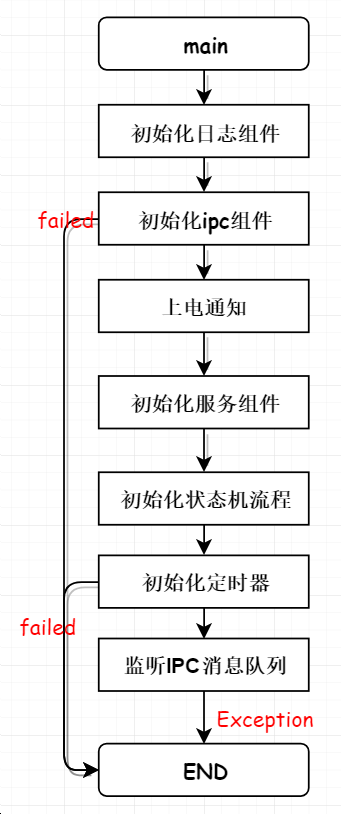 main
初始化日志组件
failed
初始化ipc组件
上电通知
初始化服务组件
初始化状态机流程
初始化定时器
failed
监听IPC消息队列
Exception
END